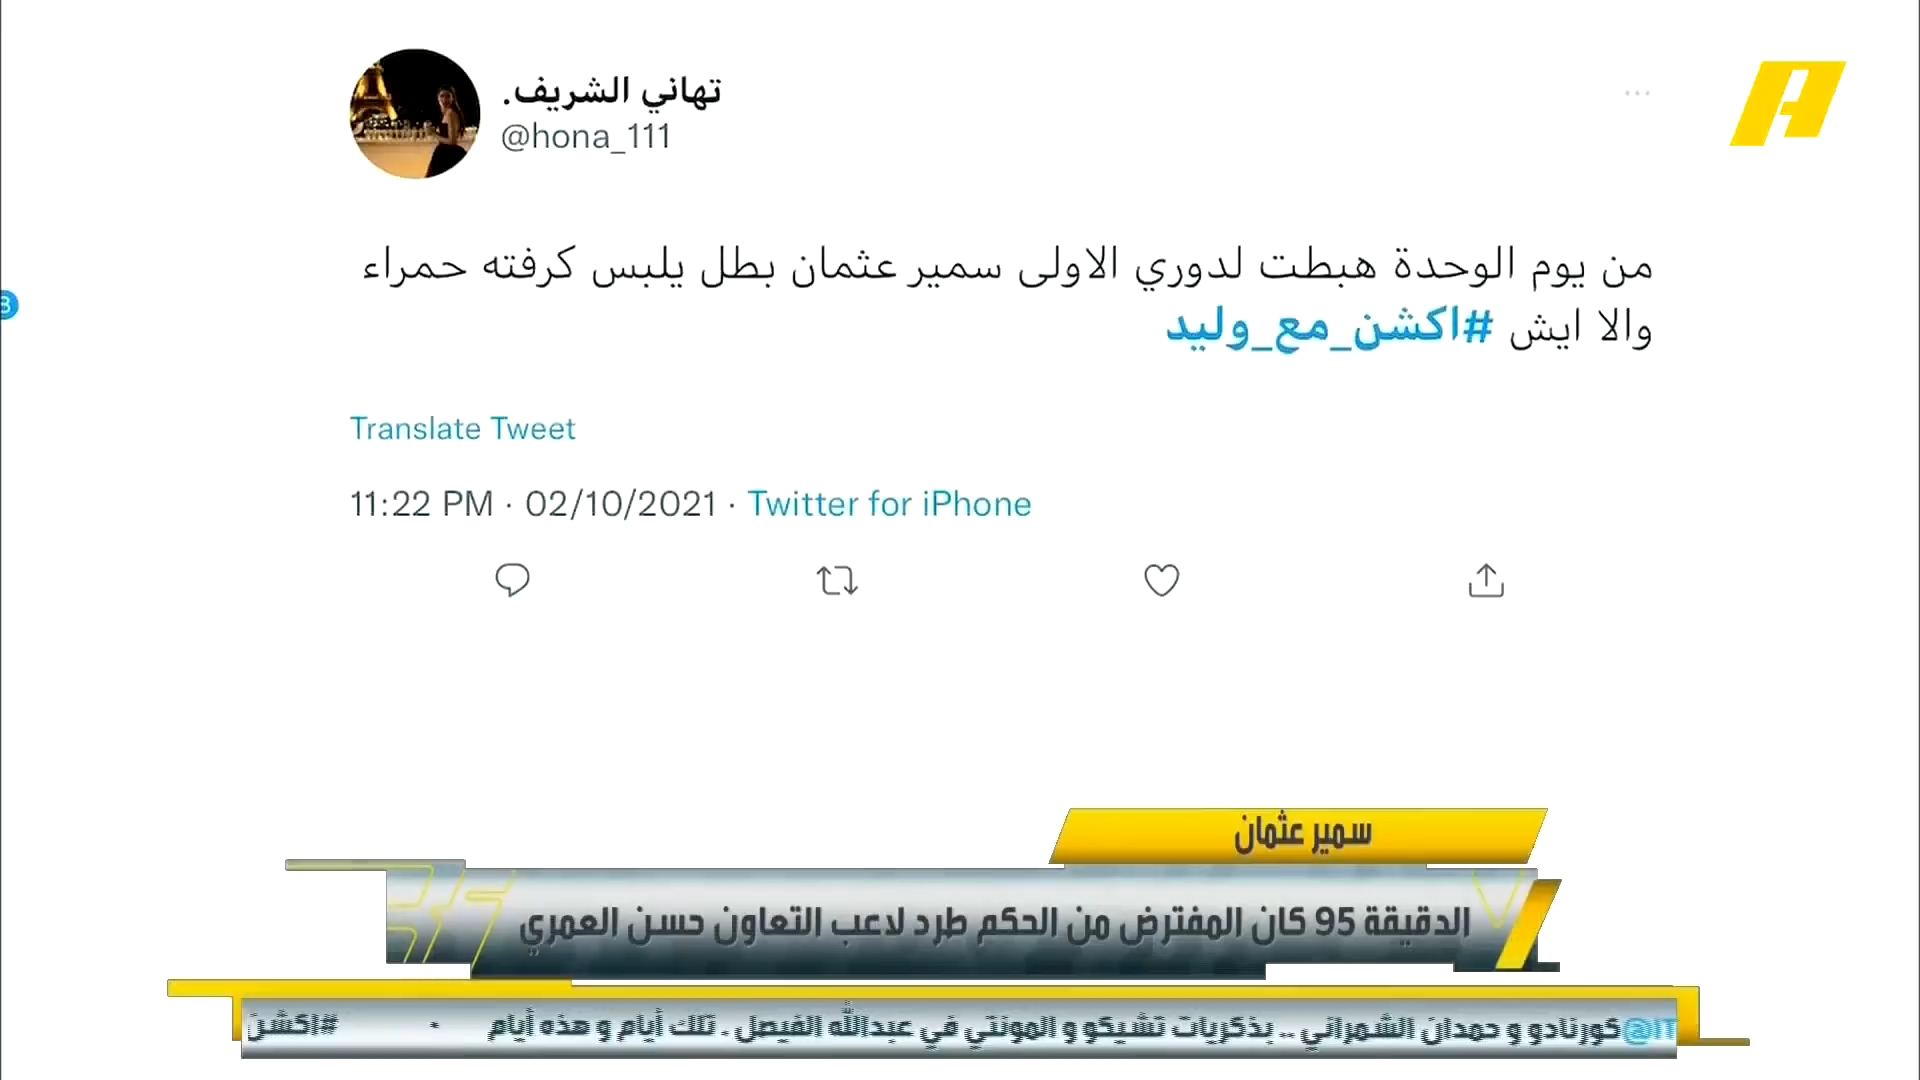 تهاني الشريف.
@hona_111
من يوم الوحدة هبطت لدوري الاولى سمير عثمان بطل يلبس كرفته حمراء
والا ايش #اكشن_مع_وليد
Translate Tweet
11:22 PM · 02/10/2021 · Twitter for iPhone
سمير عثمان
الدقيقة 95 كان المفترض من الحكم طرد لاعب التعاون حسن العمري
كورنادو و حمدان الشمراني .. بذكريات تشيكو و المونتي في عبدالله الفيصل . تلك أيام و هذه أيام • #اكشن